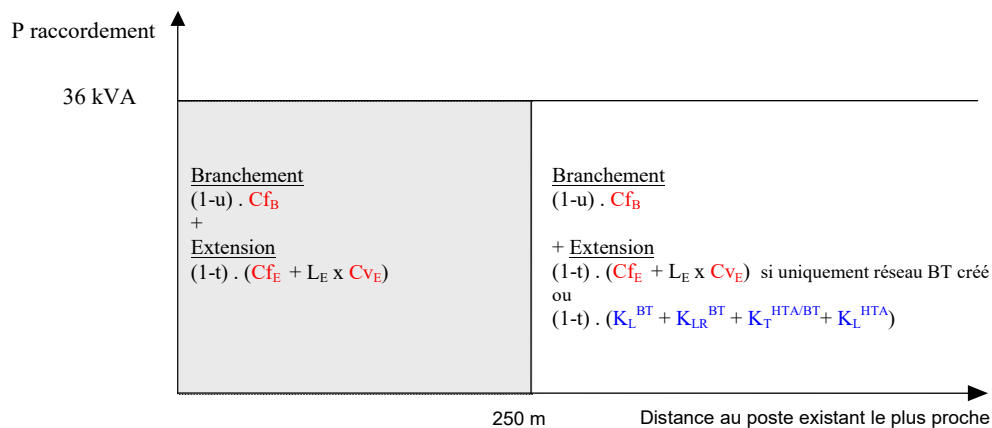 P raccordement
36 kVA
Branchement
(1-u) . Cf_B
+
Extension
(1-t) . (Cf_E + L_E x Cv_E)
Branchement
(1-u) . Cf_B
+ Extension
(1-t) . (Cf_E + L_E x Cv_E) si uniquement réseau BT créé
ou
(1-t) . (K_L^BT + K_LR^BT + K_T^HTA/BT + K_L^HTA)
250 m
Distance au poste existant le plus proche